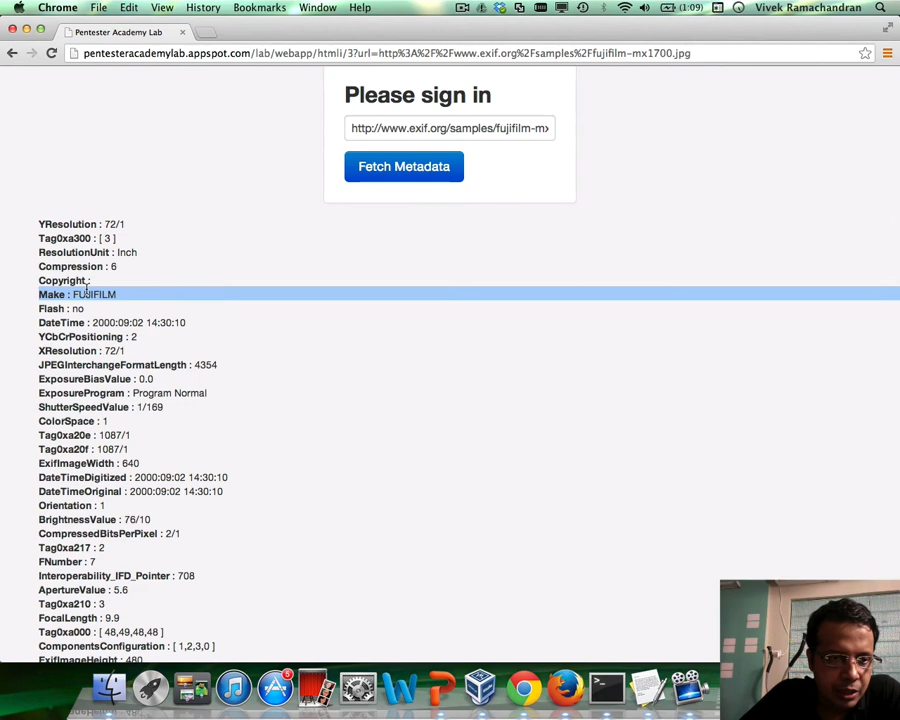 Chrome File Edit View History Bookmarks Window Help (1:09) Vivek Ramachandran
Pentester Academy Lab
pentesteracademylab.appspot.com/lab/webapp/htmli/3?url=http%3A%2F%2Fwww.exif.org%2Fsamples%2Ffujifilm-mx1700.jpg
Please sign in
http://www.exif.org/samples/fujifilm-mx
Fetch Metadata
YResolution : 72/1
Tag0xa300 : [ 3 ]
ResolutionUnit : Inch
Compression : 6
Copyright :
Make : FUJIFILM
Flash : no
DateTime : 2000:09:02 14:30:10
YCbCrPositioning : 2
XResolution : 72/1
JPEGInterchangeFormatLength : 4354
ExposureBiasValue : 0.0
ExposureProgram : Program Normal
ShutterSpeedValue : 1/169
ColorSpace : 1
Tag0xa20e : 1087/1
Tag0xa20f : 1087/1
ExifImageWidth : 640
DateTimeDigitized : 2000:09:02 14:30:10
DateTimeOriginal : 2000:09:02 14:30:10
Orientation : 1
BrightnessValue : 76/10
CompressedBitsPerPixel : 2/1
Tag0xa217 : 2
FNumber : 7
Interoperability_IFD_Pointer : 708
ApertureValue : 5.6
Tag0xa210 : 3
FocalLength : 9.9
Tag0xa000 : [ 48,49,48,48 ]
ComponentsConfiguration : [ 1,2,3,0 ]
ExifImageHeight : 480
5